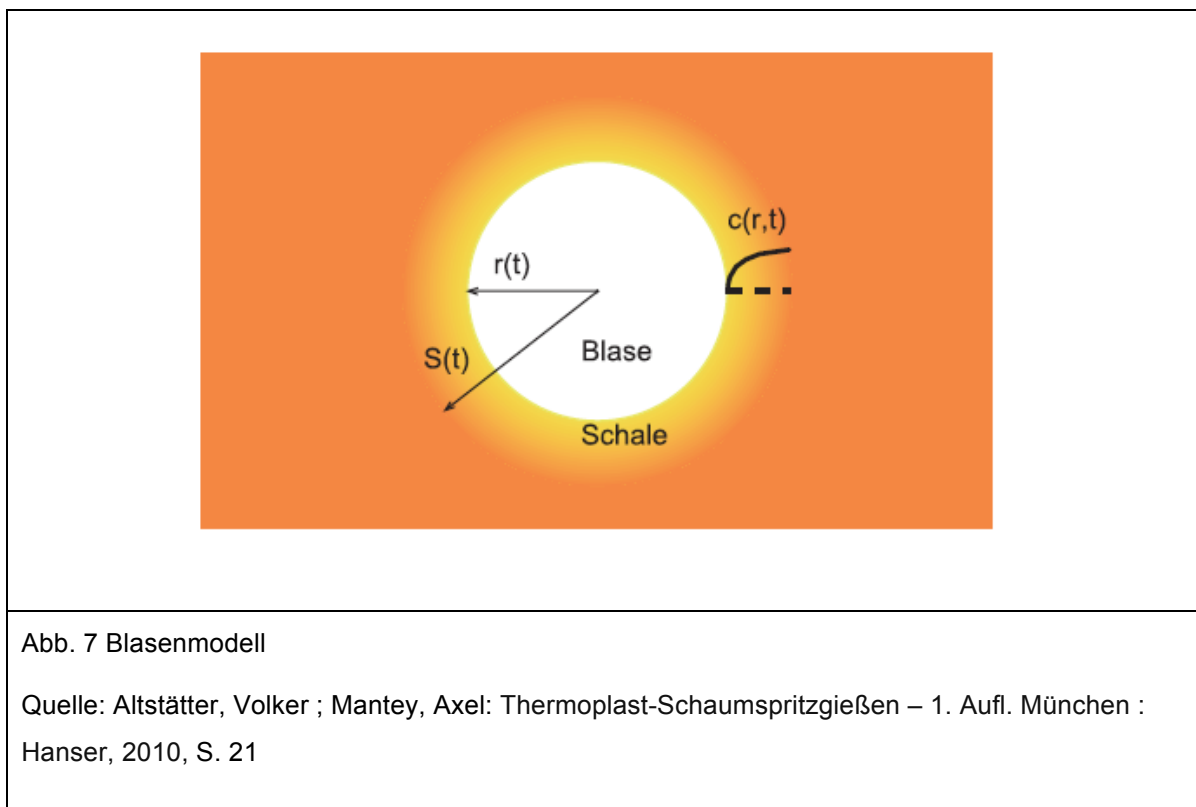 c(r,t)
r(t)
Blase
S(t)
Schale
Abb. 7 Blasenmodell
Quelle: Altstätter, Volker ; Mantey, Axel: Thermoplast-Schaumspritzgießen – 1. Aufl. München :
Hanser, 2010, S. 21